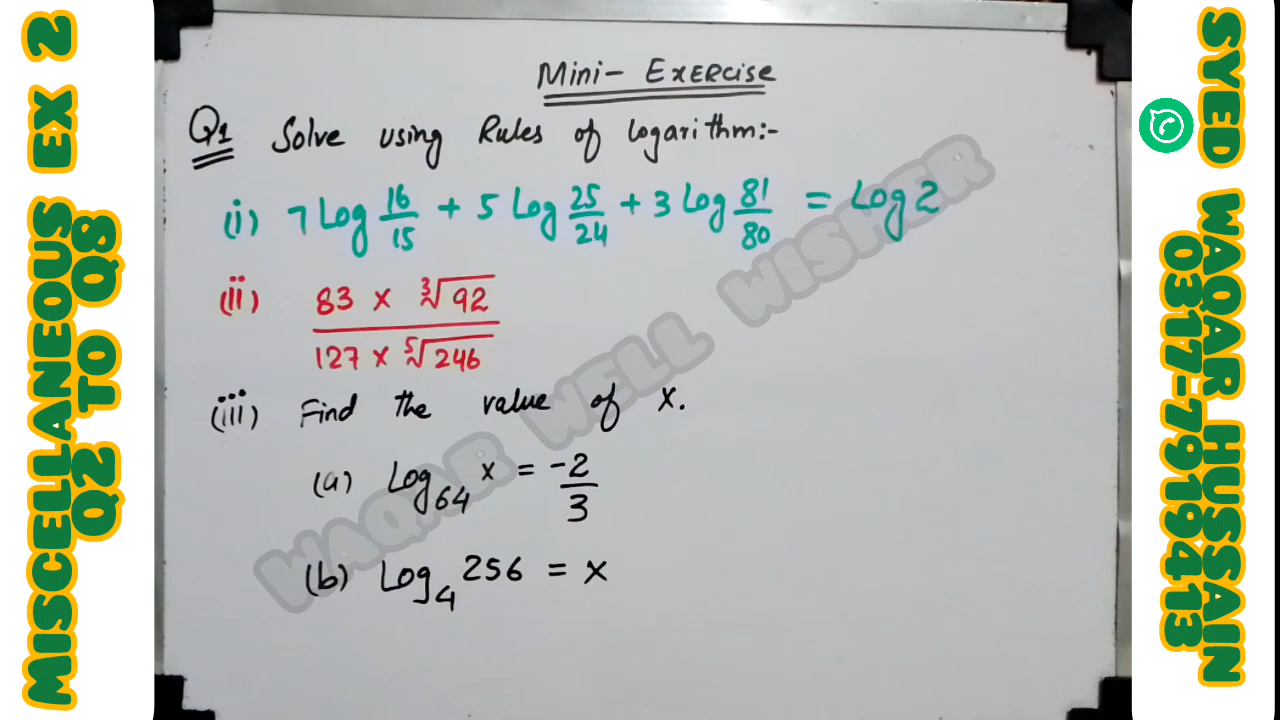 MISCELLANEOUS EX 2
Q2 TO Q8
Mini- Exercise
Q1 Solve using Rules of logarithm:-
(i) 7 Log 16/15 + 5 Log 25/24 + 3 Log 81/80 = Log 2
(ii) 83 x ∛92
127 x ⁵√246
(iii) Find the value of x.
(a) Log₆₄ x = -2/3
(b) Log₄ 256 = x
WAQAR WELL WISHER
SYED WAQAR HUSSAIN
0317-7919413